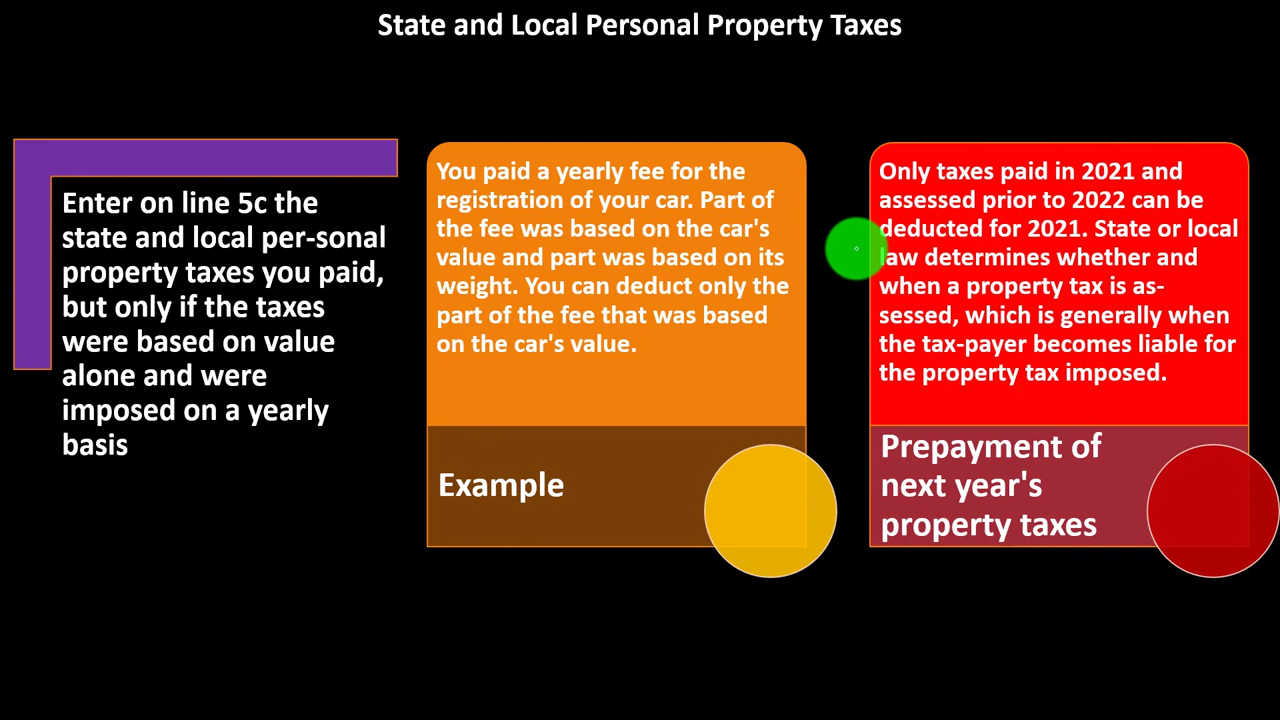 State and Local Personal Property Taxes
Enter on line 5c the
state and local per-sonal
property taxes you paid,
but only if the taxes
were based on value
alone and were
imposed on a yearly
basis
You paid a yearly fee for the
registration of your car. Part of
the fee was based on the car's
value and part was based on its
weight. You can deduct only the
part of the fee that was based
on the car's value.
Example
Only taxes paid in 2021 and
assessed prior to 2022 can be
deducted for 2021. State or local
law determines whether and
when a property tax is as-
sessed, which is generally when
the tax-payer becomes liable for
the property tax imposed.
Prepayment of
next year's
property taxes